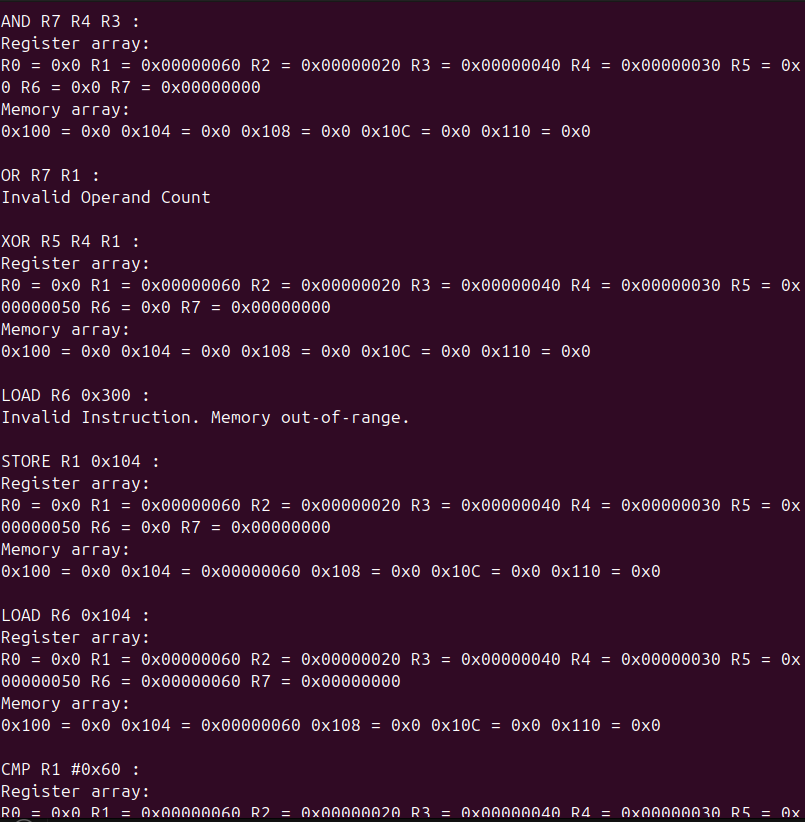 AND R7 R4 R3 :
Register array:
R0 = 0x0 R1 = 0x00000060 R2 = 0x00000020 R3 = 0x00000040 R4 = 0x00000030 R5 = 0x
0 R6 = 0x0 R7 = 0x00000000
Memory array:
0x100 = 0x0 0x104 = 0x0 0x108 = 0x0 0x10C = 0x0 0x110 = 0x0
OR R7 R1 :
Invalid Operand Count
XOR R5 R4 R1 :
Register array:
R0 = 0x0 R1 = 0x00000060 R2 = 0x00000020 R3 = 0x00000040 R4 = 0x00000030 R5 = 0x
00000050 R6 = 0x0 R7 = 0x00000000
Memory array:
0x100 = 0x0 0x104 = 0x0 0x108 = 0x0 0x10C = 0x0 0x110 = 0x0
LOAD R6 0x300 :
Invalid Instruction. Memory out-of-range.
STORE R1 0x104 :
Register array:
R0 = 0x0 R1 = 0x00000060 R2 = 0x00000020 R3 = 0x00000040 R4 = 0x00000030 R5 = 0x
00000050 R6 = 0x0 R7 = 0x00000000
Memory array:
0x100 = 0x0 0x104 = 0x00000060 0x108 = 0x0 0x10C = 0x0 0x110 = 0x0
LOAD R6 0x104 :
Register array:
R0 = 0x0 R1 = 0x00000060 R2 = 0x00000020 R3 = 0x00000040 R4 = 0x00000030 R5 = 0x
00000050 R6 = 0x00000060 R7 = 0x00000000
Memory array:
0x100 = 0x0 0x104 = 0x00000060 0x108 = 0x0 0x10C = 0x0 0x110 = 0x0
CMP R1 #0x60 :
Register array:
R0 = 0x0 R1 = 0x00000060 R2 = 0x00000020 R3 = 0x00000040 R4 = 0x00000030 R5 = 0x